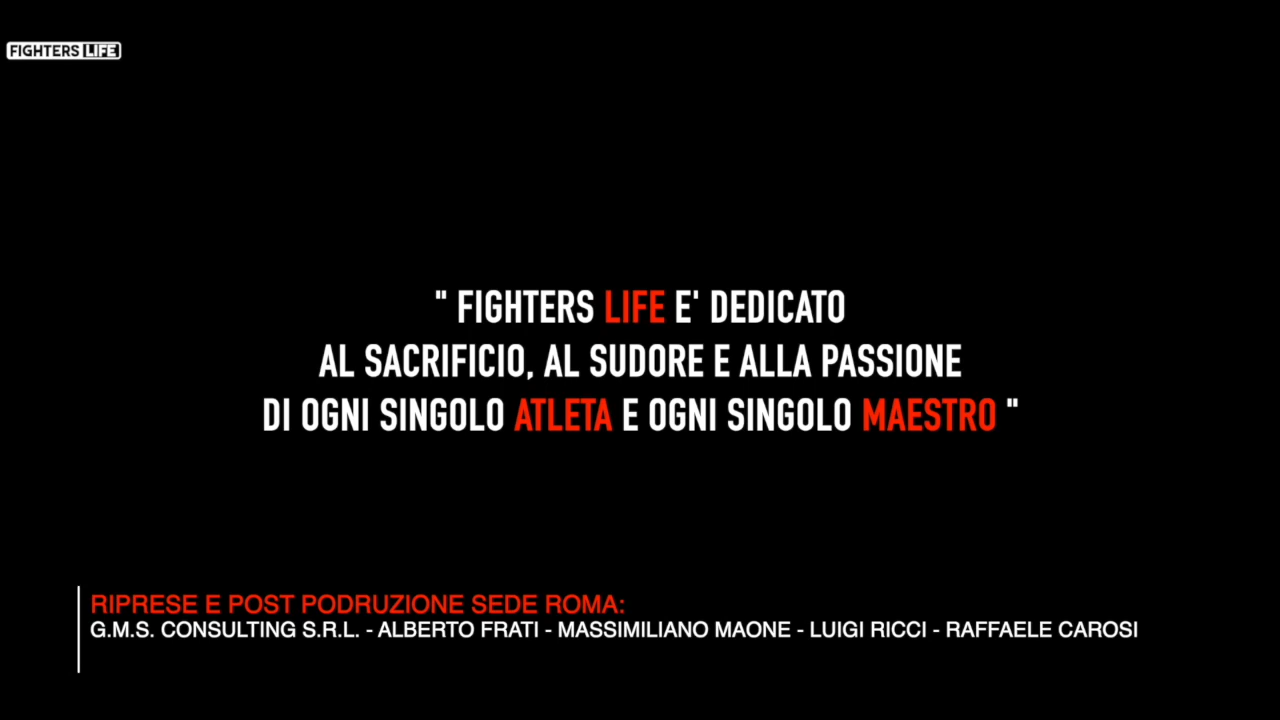 FIGHTERS LIFE
" FIGHTERS LIFE E' DEDICATO
AL SACRIFICIO, AL SUDORE E ALLA PASSIONE
DI OGNI SINGOLO ATLETA E OGNI SINGOLO MAESTRO "
RIPRESE E POST PODRUZIONE SEDE ROMA:
G.M.S. CONSULTING S.R.L. - ALBERTO FRATI - MASSIMILIANO MAONE - LUIGI RICCI - RAFFAELE CAROSI